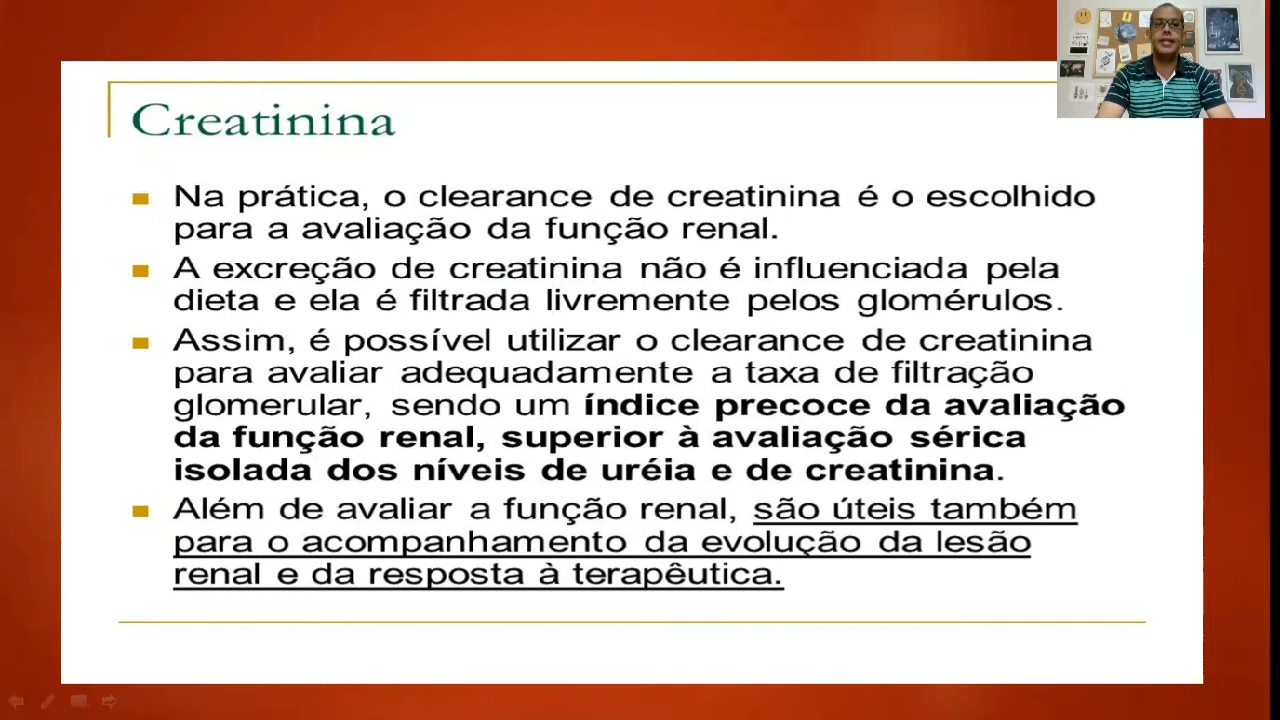 Creatinina
Na prática, o clearance de creatinina é o escolhido
para a avaliação da função renal.
A excreção de creatinina não é influenciada pela
dieta e ela é filtrada livremente pelos glomérulos.
Assim, é possível utilizar o clearance de creatinina
para avaliar adequadamente a taxa de filtração
glomerular, sendo um índice precoce da avaliação
da função renal, superior à avaliação sérica
isolada dos níveis de uréia e de creatinina.
Além de avaliar a função renal, são úteis também
para o acompanhamento da evolução da lesão
renal e da resposta à terapêutica.